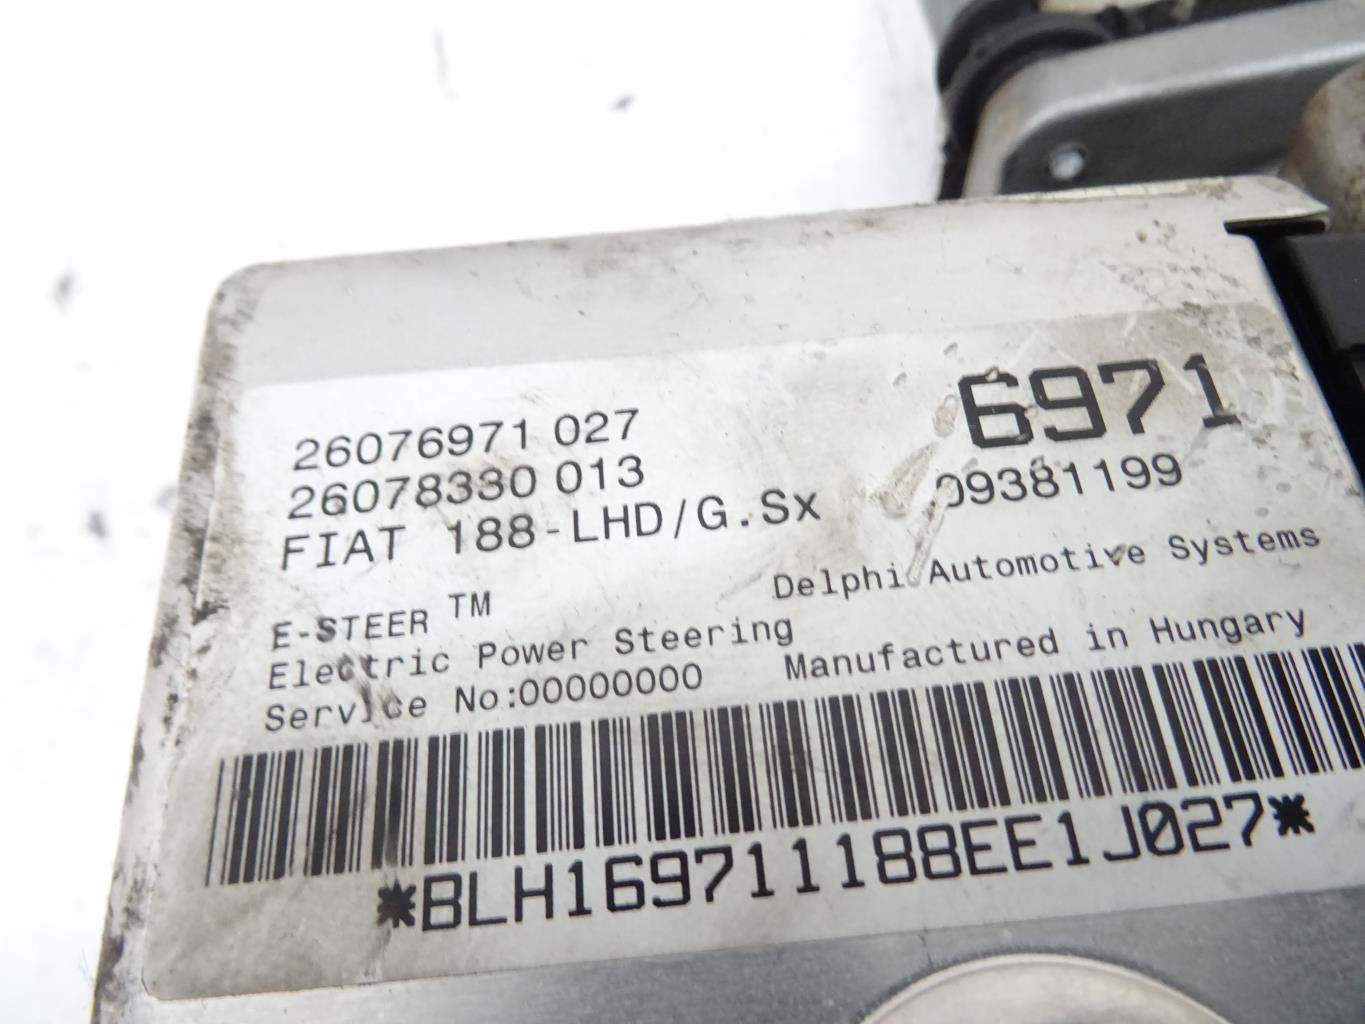 26076971 027
6971
26078330 013
09381199
FIAT 188-LHD/G.Sx
E-STEER TM
Delphi Automotive Systems
Electric Power Steering
Manufactured in Hungary
Service No:00000000
*BLH169711188EE1J027*